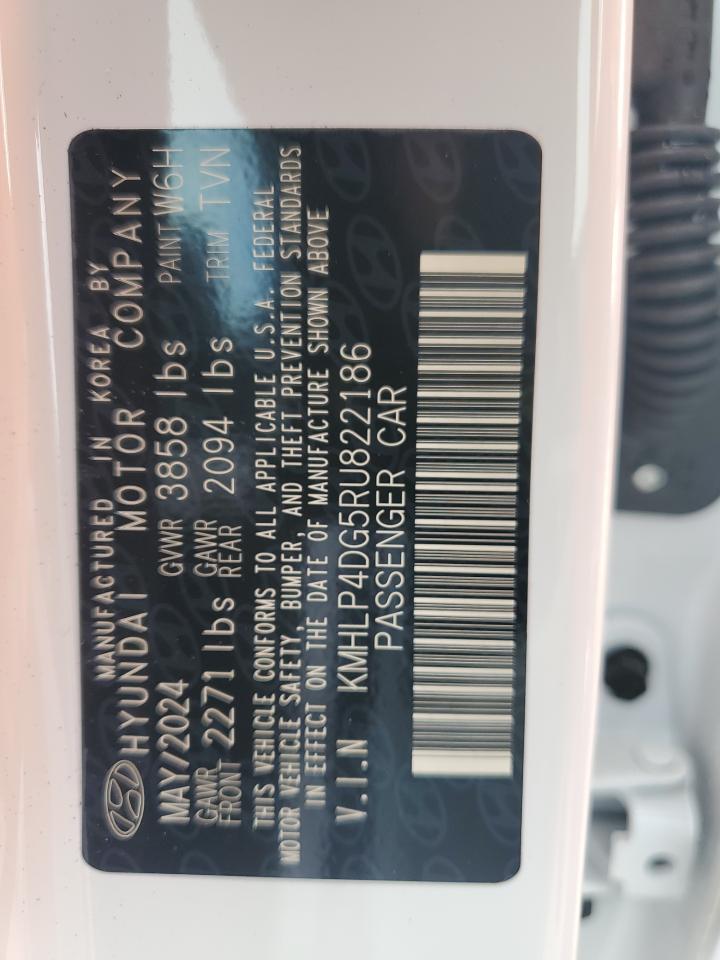 MANUFACTURED IN KOREA BY
HYUNDAI MOTOR COMPANY
MAY/2024 GVWR 3858 lbs PAINT W6H
GAWR FRONT 2271 lbs GAWR REAR 2094 lbs TRIM TVN
THIS VEHICLE CONFORMS TO ALL APPLICABLE U.S.A. FEDERAL
MOTOR VEHICLE SAFETY, BUMPER, AND THEFT PREVENTION STANDARDS
IN EFFECT ON THE DATE OF MANUFACTURE SHOWN ABOVE
V.I.N KMHLP4DG5RU822186
PASSENGER CAR